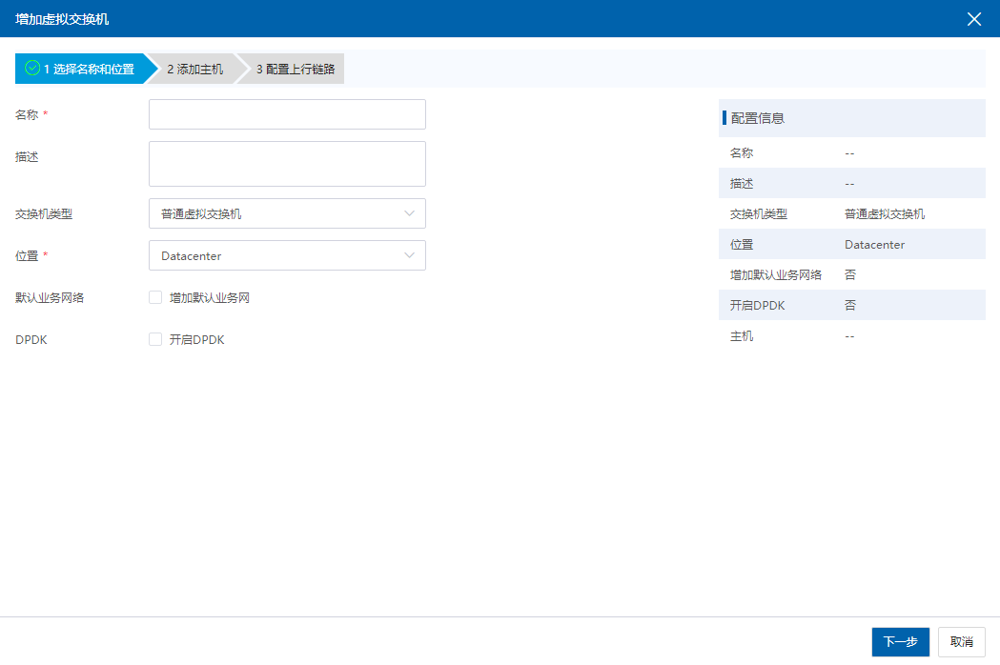 增加虚拟交换机
1 选择名称和位置
2 添加主机
3 配置上行链路
名称 *
描述
交换机类型
普通虚拟交换机
位置 *
Datacenter
默认业务网络
增加默认业务网
DPDK
开启DPDK
配置信息
名称 --
描述 --
交换机类型 普通虚拟交换机
位置 Datacenter
增加默认业务网络 否
开启DPDK 否
主机 --
下一步
取消